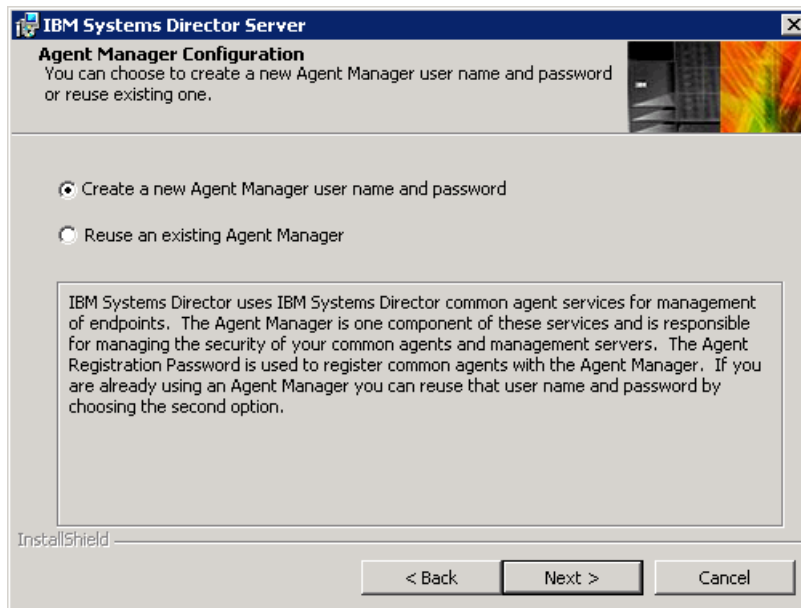 IBM Systems Director Server
Agent Manager Configuration
You can choose to create a new Agent Manager user name and password
or reuse existing one.
Create a new Agent Manager user name and password
Reuse an existing Agent Manager
IBM Systems Director uses IBM Systems Director common agent services for management
of endpoints.  The Agent Manager is one component of these services and is responsible
for managing the security of your common agents and management servers.  The Agent
Registration Password is used to register common agents with the Agent Manager.  If you
are already using an Agent Manager you can reuse that user name and password by
choosing the second option.
InstallShield
< Back Next > Cancel